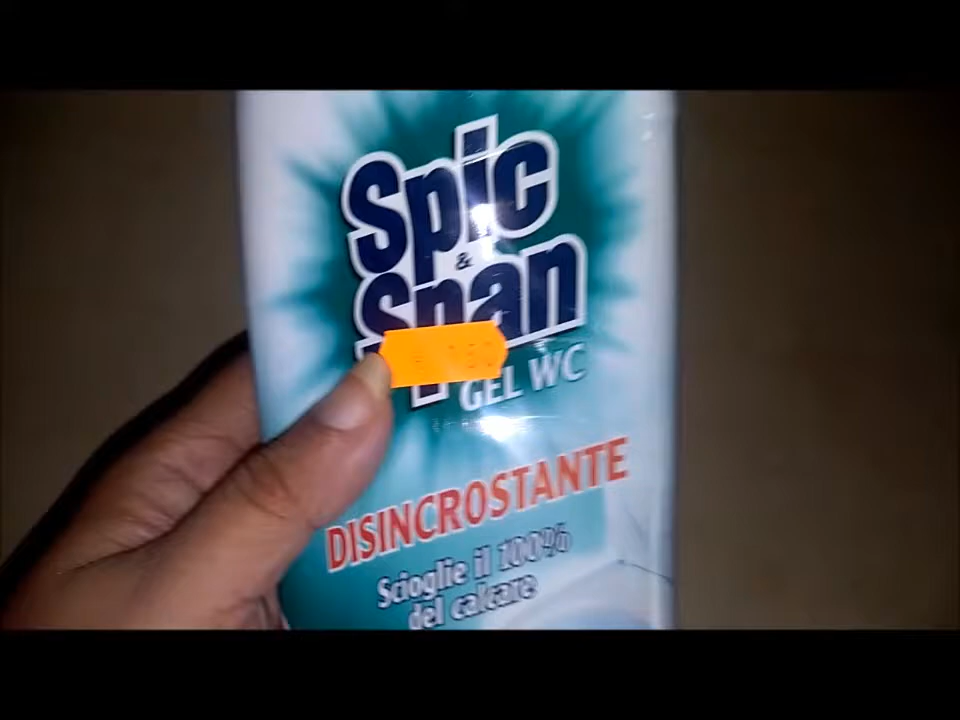 Spic
&
Span
GEL WC
DISINCROSTANTE
Scioglie il 100%
del calcare